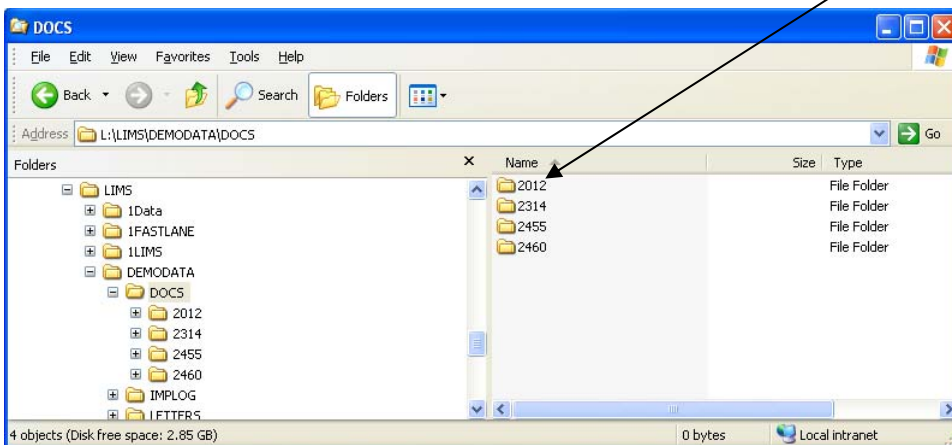 DOCS
File Edit View Favorites Tools Help
Back Search Folders
Address L:\LIMS\DEMODATA\DOCS Go
Folders x Name Size Type
LIMS
1Data
1FASTLANE
1LIMS
DEMODATA
DOCS
2012
2314
2455
2460
IMPLOG
LETTERS
2012 File Folder
2314 File Folder
2455 File Folder
2460 File Folder
4 objects (Disk free space: 2.85 GB) 0 bytes Local intranet